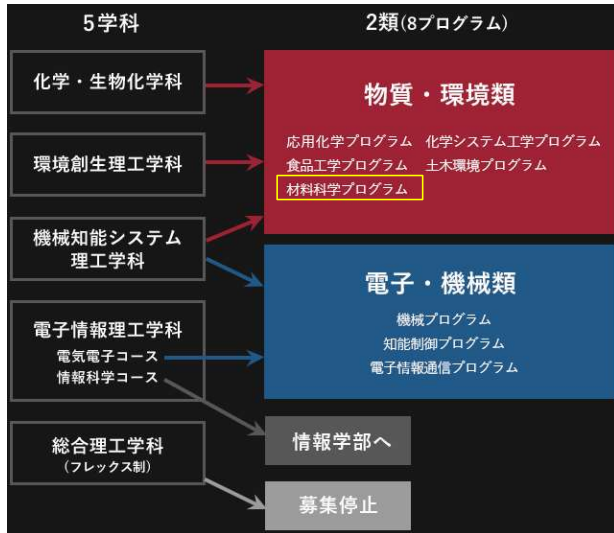 5学科
2類(8プログラム)
化学・生物化学科
環境創生理工学科
機械知能システム
理工学科
電子情報理工学科
電気電子コース
情報科学コース
総合理工学科
(フレックス制)
物質・環境類
応用化学プログラム 化学システム工学プログラム
食品工学プログラム 土木環境プログラム
材料科学プログラム
電子・機械類
機械プログラム
知能制御プログラム
電子情報通信プログラム
情報学部へ
募集停止